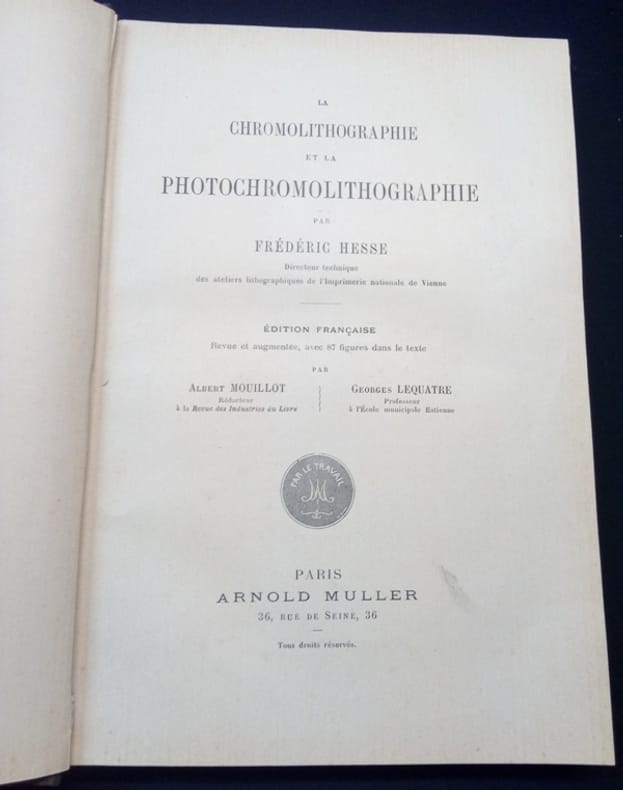 LA
CHROMOLITHOGRAPHIE
ET LA
PHOTOCHROMOLITHOGRAPHIE
PAR
FRÉDÉRIC HESSE
Directeur technique
des ateliers lithographiques de l'Imprimerie nationale de Vienne
ÉDITION FRANÇAISE
Revue et augmentée, avec 87 figures dans le texte
PAR
ALBERT MOUILLOT
Rédacteur
à la Revue des Industries du Livre
GEORGES LEQUATRE
Professeur
à l'École municipale Estienne
PAR LE TRAVAIL
PARIS
ARNOLD MULLER
36, RUE DE SEINE, 36
Tous droits réservés.